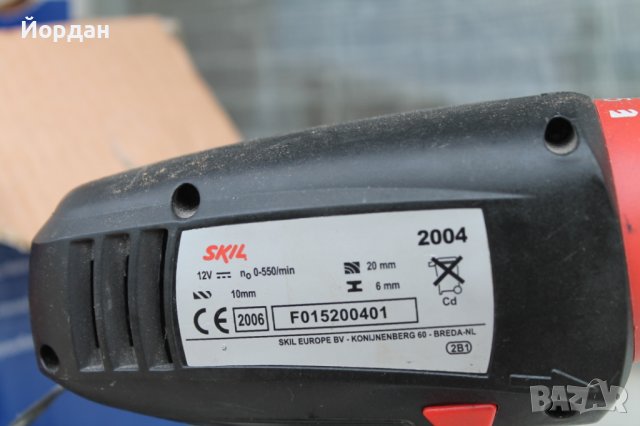 Йордан
SKIL 2004
12V n₀ 0-550/min 20 mm
10mm 6 mm
Cd
CE 2006 F015200401
SKIL EUROPE BV - KONIJNENBERG 60 - BREDA-NL
2B1
BAZAR